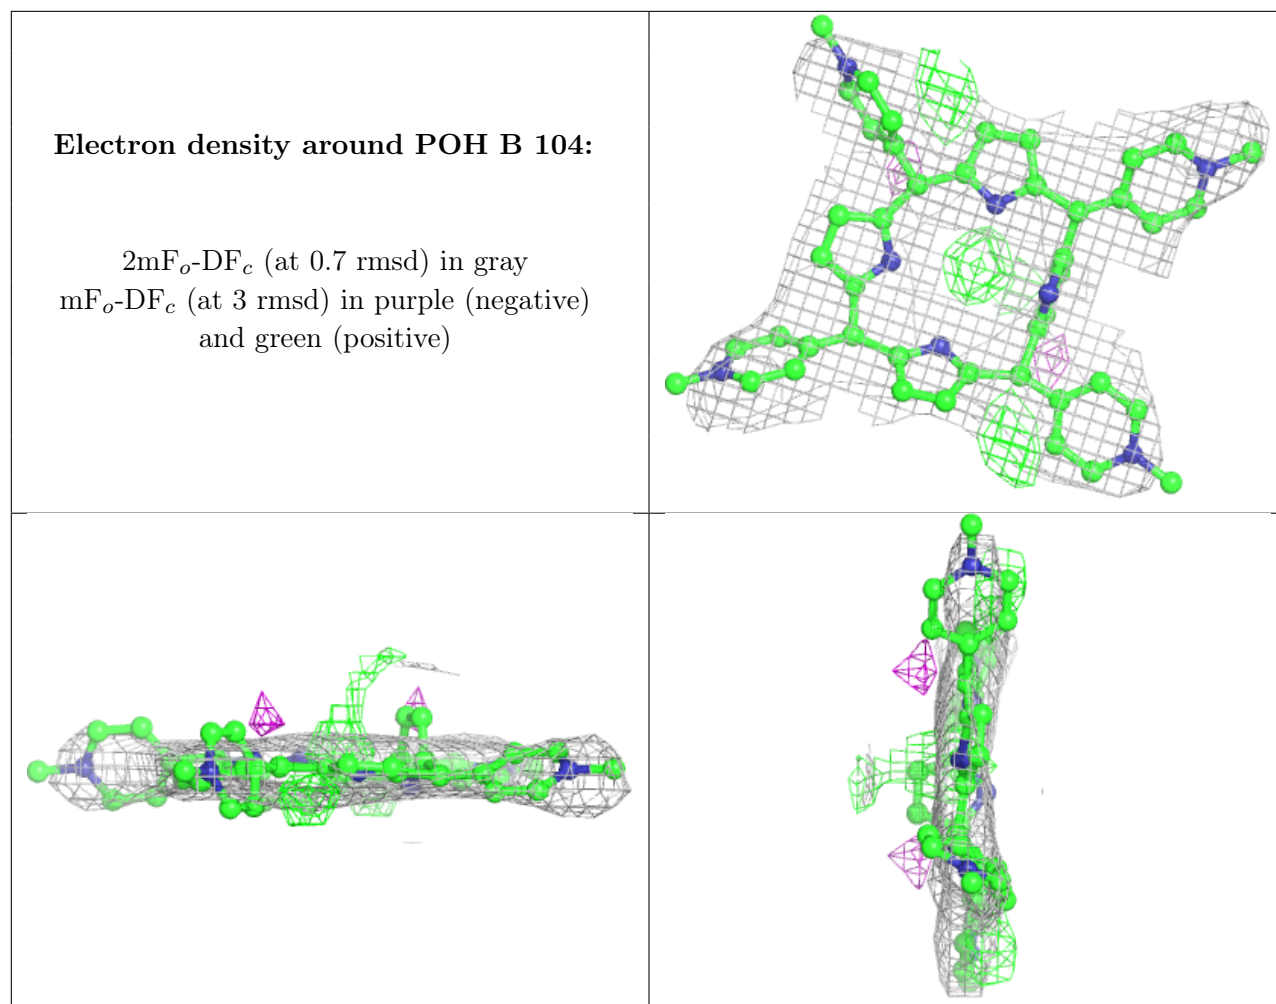 Electron density around POH B 104:
2mFo-DFc (at 0.7 rmsd) in gray
mFo-DFc (at 3 rmsd) in purple (negative)
and green (positive)